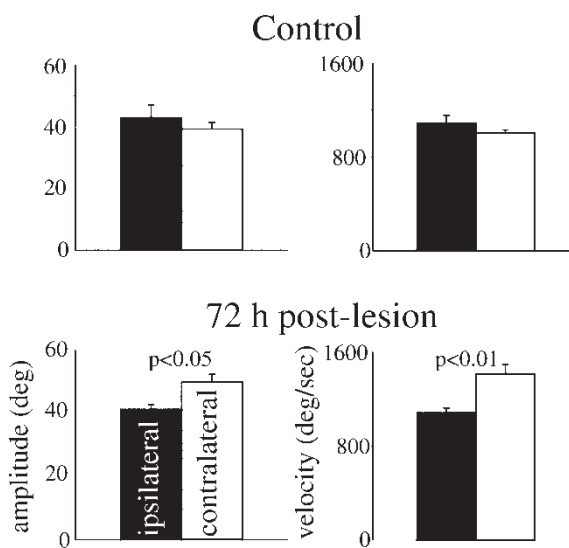 Control
60
40
20
0
1600
800
0
72 h post-lesion
amplitude (deg)
60
40
20
0
p<0.05
ipsilateral
contralateral
velocity (deg/sec)
1600
800
0
p<0.01